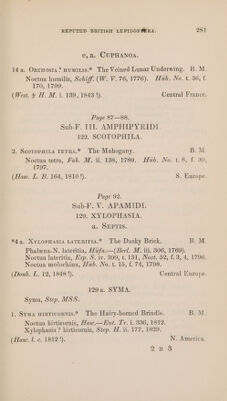 REPUTED BRITISH LEPIDOPTERA. 281
c, a. CUPHANOA.
14 a. ORTHOSIA? HUMILIS.* The Veined Lunar Underwing. B. M.
Noctua humilis, Schiff. (W. V. 76, 1776). Hüb. No. t. 36, f.
170, 1799.
(West. & H. M. i. 139, 1843!). Central France.
Page 87—88.
Sub-F. III. AMPHIPYRIDI.
122. SCOTOPHILA.
2. SCOTOPHILA TETRA.* The Mahogany. B. M.
Noctua tetra, Fab. M. ii. 138, 1789. Hüb. No. t. 8, f. 39,
1797.
(Haw. L. B. 164, 1810!). S. Europe.
Page 92.
Sub-F. V. APAMIDI.
129. XYLOPHASIA.
a. SEPTIS.
*4 a. XYLOPHASIA LATERITIA.* The Dusky Brick. B. M.
Phalæna-N. lateritia, Hüfn.—(Berl. M. iii. 306, 1769).
Noctua lateritia, Esp. S. iv. 399, t. 131, Noct. 52, f. 3, 4, 1796.
Noctua molochina, Hüb. No. t. 15, f. 74, 1798.
(Doub. L. 12, 1848!). Central Europe.
129 a. SYMA.
Syma, Step. MSS.
1. SYMA HIRTICORNIS.* The Hairy-horned Brindle. B. M.
Noctua hirticornis, Haw.—Ent. Tr. i. 336, 1812.
Xylophasia? hirticornis, Step. H. ii. 177, 1829.
(Haw. l. c. 1812!). N. America.
2 B 3